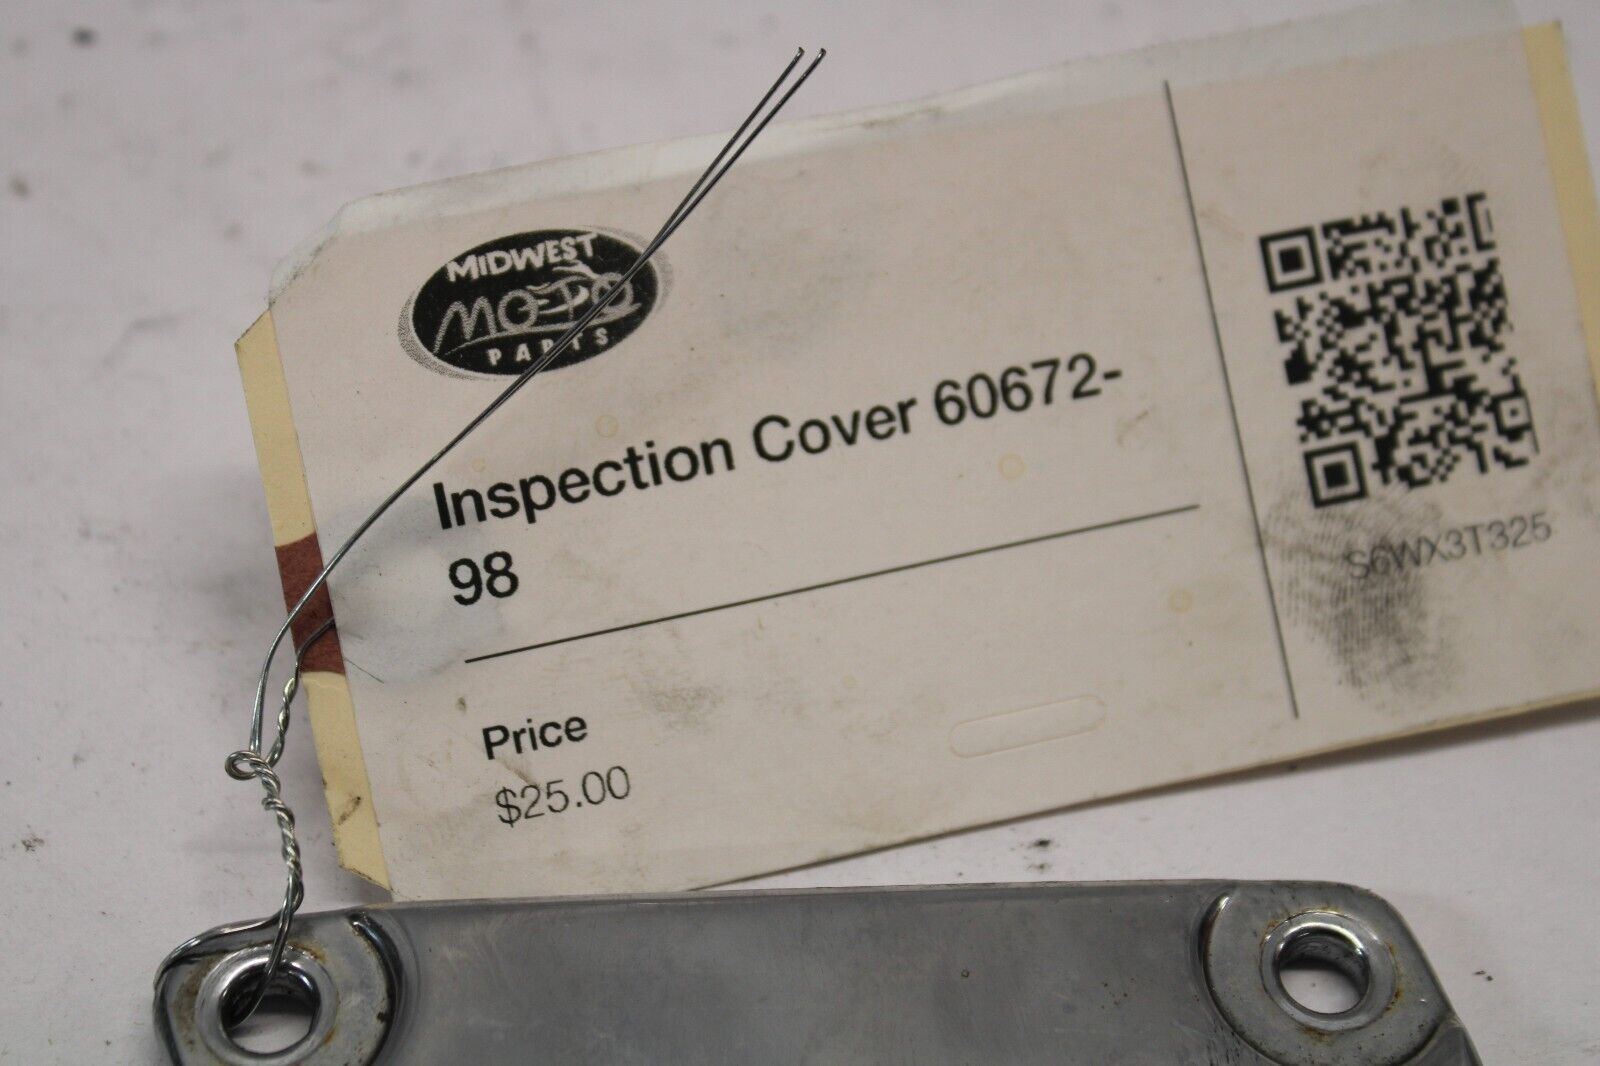 MIDWEST
MOTO
PARTS
Inspection Cover 60672-
98
Price
$25.00
S6WX3T325